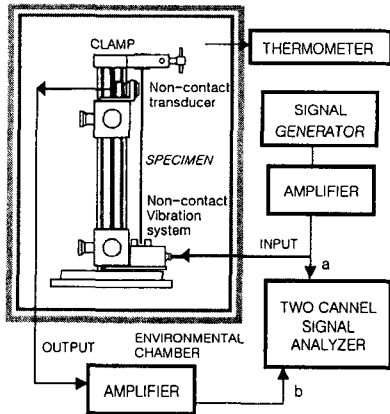 CLAMP
Non-contact
transducer
SPECIMEN
Non-contact
Vibration
system
THERMOMETER
SIGNAL
GENERATOR
AMPLIFIER
INPUT
a
TWO CANNEL
SIGNAL
ANALYZER
OUTPUT
ENVIRONMENTAL
CHAMBER
AMPLIFIER
b